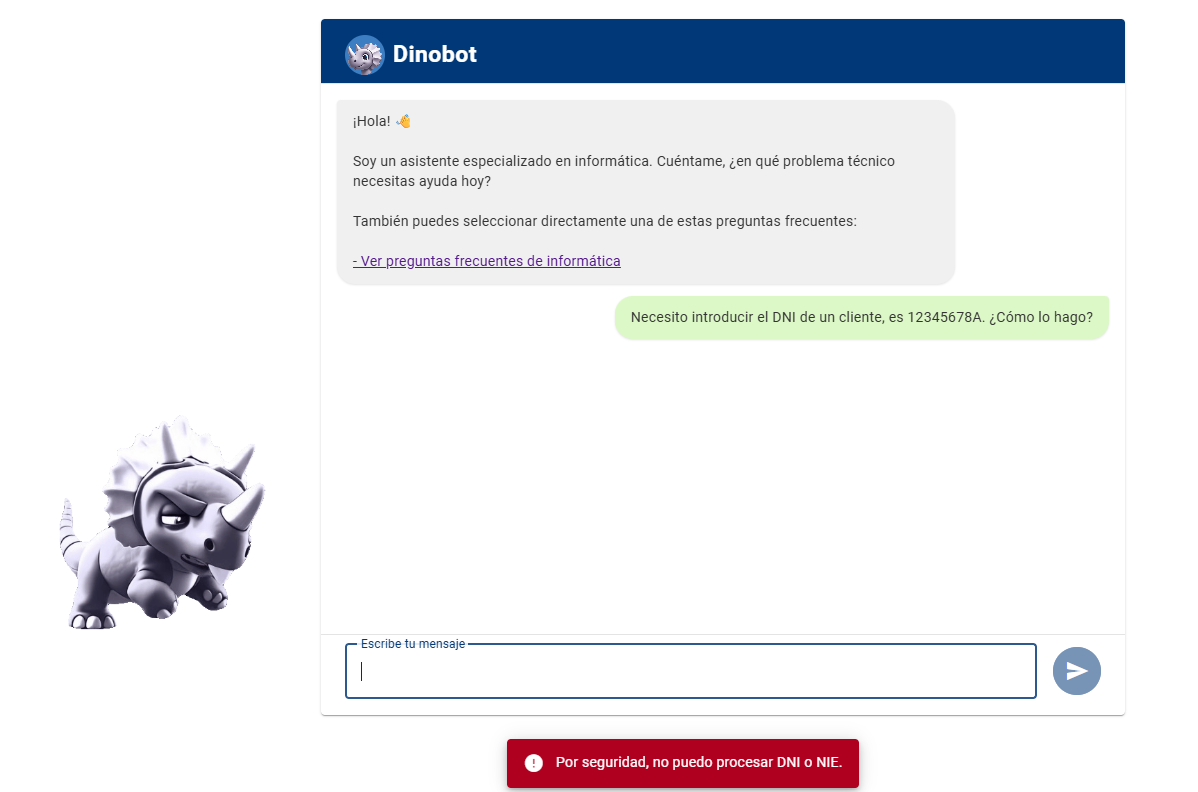 Dinobot
¡Hola! 👋
Soy un asistente especializado en informática. Cuéntame, ¿en qué problema técnico
necesitas ayuda hoy?
También puedes seleccionar directamente una de estas preguntas frecuentes:
- Ver preguntas frecuentes de informática
Necesito introducir el DNI de un cliente, es 12345678A. ¿Cómo lo hago?
Escribe tu mensaje
Por seguridad, no puedo procesar DNI o NIE.